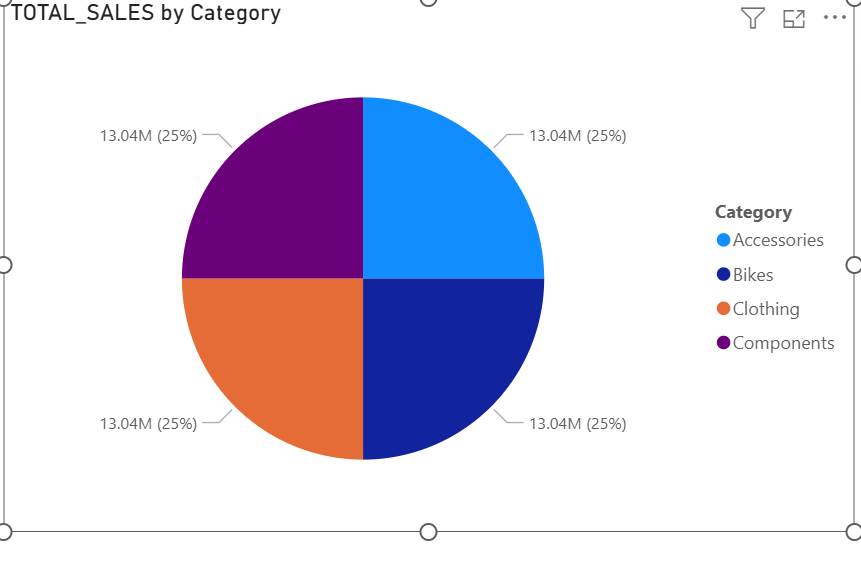 TOTAL_SALES by Category
13.04M (25%)
13.04M (25%)
Category
Accessories
Bikes
Clothing
Components
13.04M (25%)
13.04M (25%)